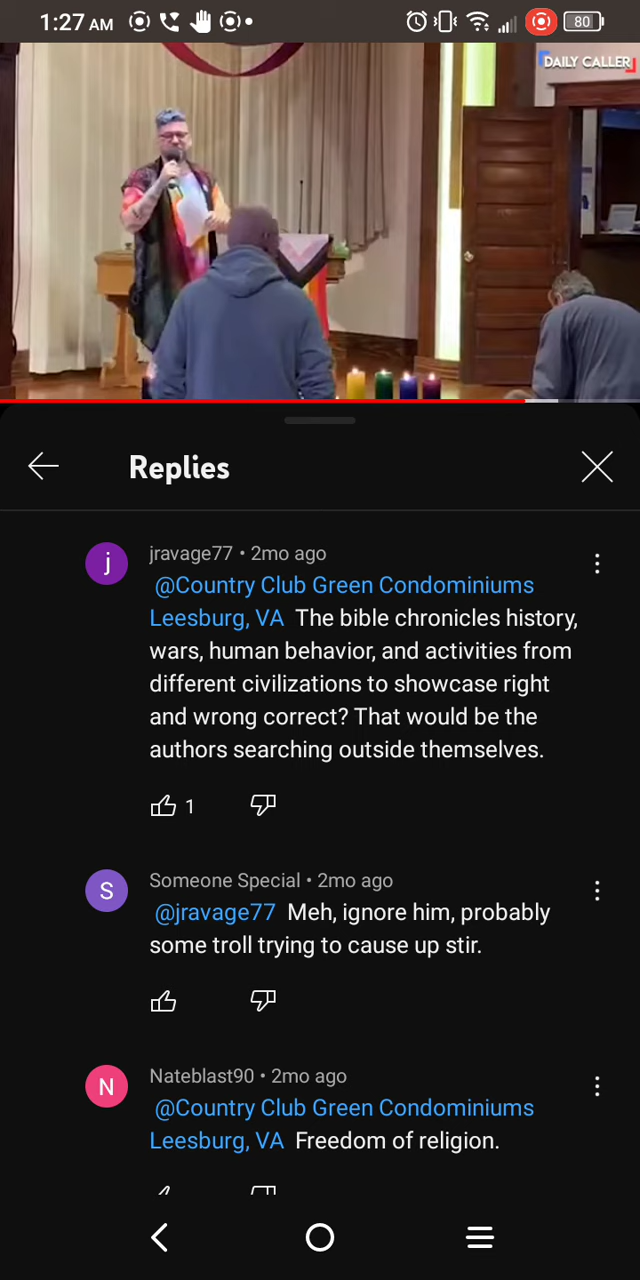 1:27 AM
80
DAILY CALLER
Replies
j
jravage77 • 2mo ago
@Country Club Green Condominiums
Leesburg, VA The bible chronicles history,
wars, human behavior, and activities from
different civilizations to showcase right
and wrong correct? That would be the
authors searching outside themselves.
1
S
Someone Special • 2mo ago
@jravage77 Meh, ignore him, probably
some troll trying to cause up stir.
N
Nateblast90 • 2mo ago
@Country Club Green Condominiums
Leesburg, VA Freedom of religion.